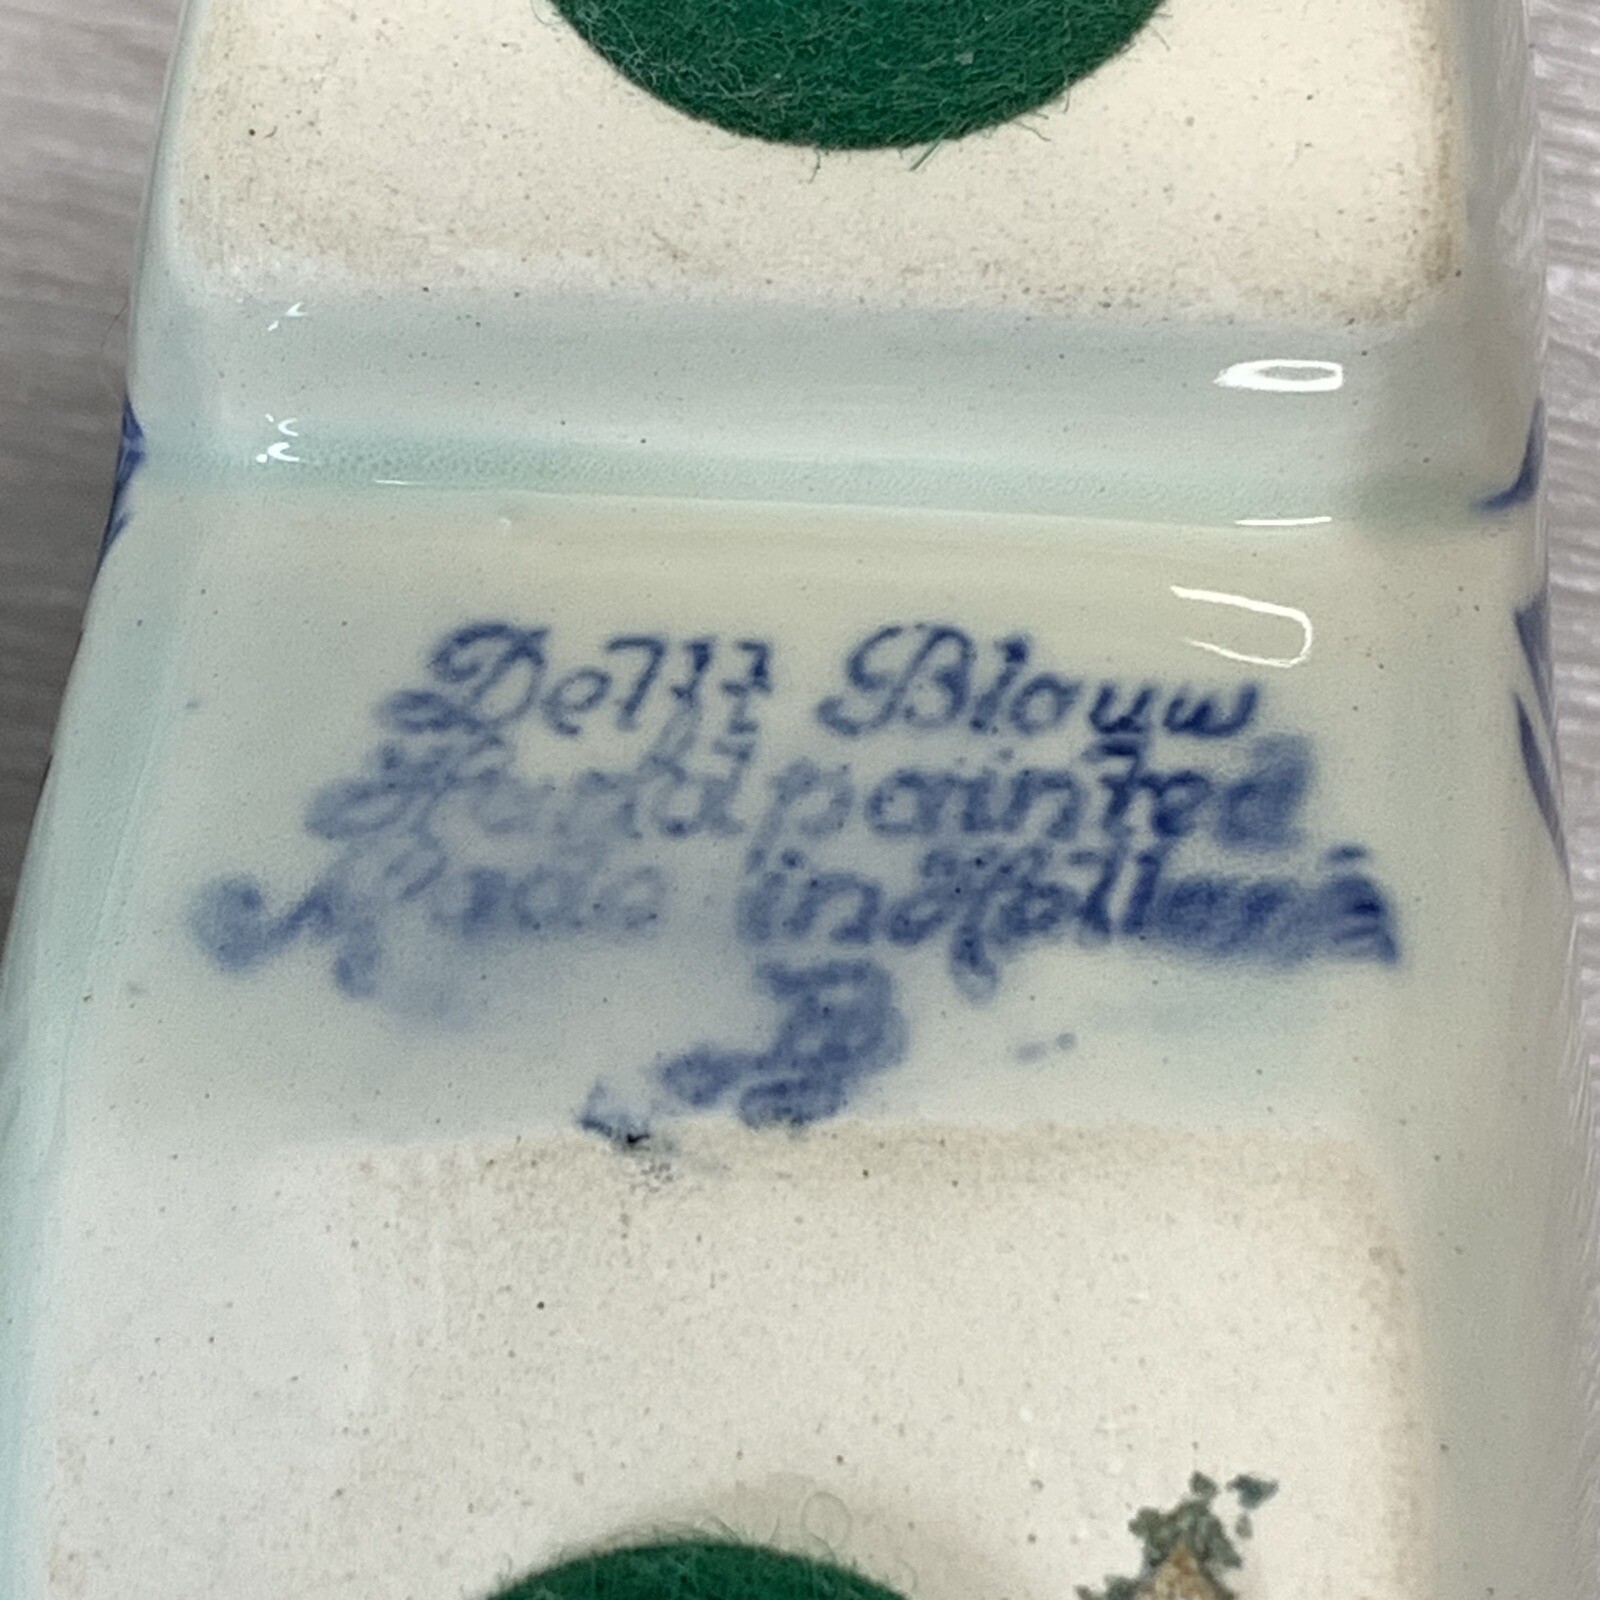 Delft Blauw
Handpainted
Made in Holland